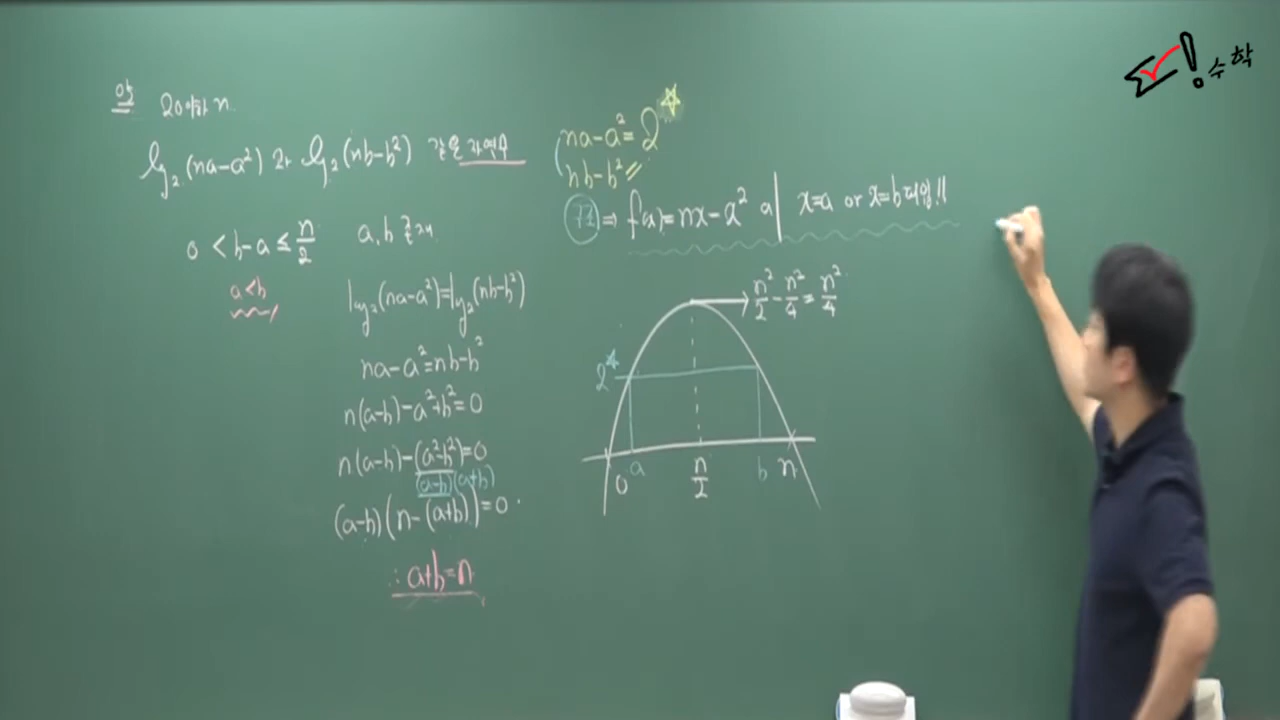 20이하 n
log₂(na-a²) 과 log₂(nb-b²) 같은 자연수
0 < b-a ≤ n/2
a, b 존재
a<b
log₂(na-a²)=log₂(nb-b²)
na-a²=nb-b²
n(a-b)-a²+b²=0
n(a-b)-(a²-b²)=0
(a-b)(a+b)
(a-b)(n-(a+b))=0
∴ a+b=n
na-a²=2^☆
nb-b²=〃
⇒ f(x)=nx-x² 에 x=a or x=b 대입!!
n²/2 - n²/4 = n²/4
2^☆
0 a n/2 b n
수학